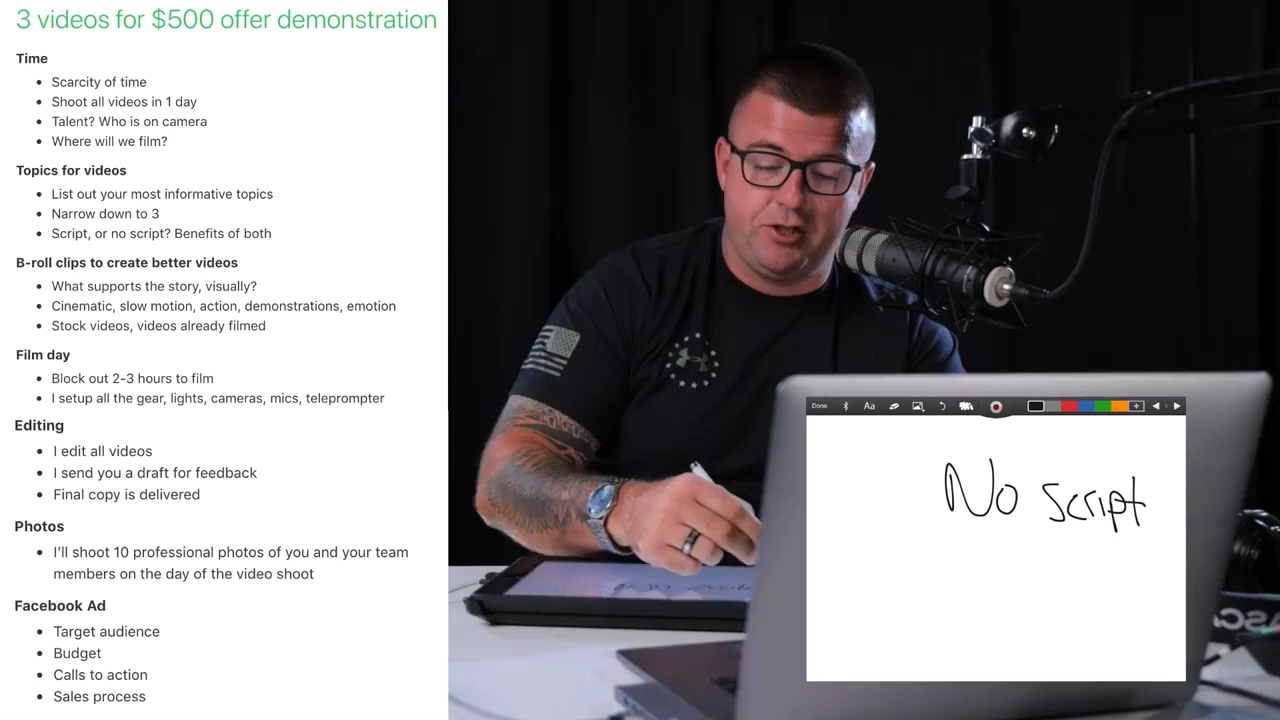 3 videos for $500 offer demonstration
Time
Scarcity of time
Shoot all videos in 1 day
Talent? Who is on camera
Where will we film?
Topics for videos
List out your most informative topics
Narrow down to 3
Script, or no script? Benefits of both
B-roll clips to create better videos
What supports the story, visually?
Cinematic, slow motion, action, demonstrations, emotion
Stock videos, videos already filmed
Film day
Block out 2-3 hours to film
I setup all the gear, lights, cameras, mics, teleprompter
Editing
I edit all videos
I send you a draft for feedback
Final copy is delivered
Photos
I’ll shoot 10 professional photos of you and your team
members on the day of the video shoot
Facebook Ad
Target audience
Budget
Calls to action
Sales process
Done Aa
No script